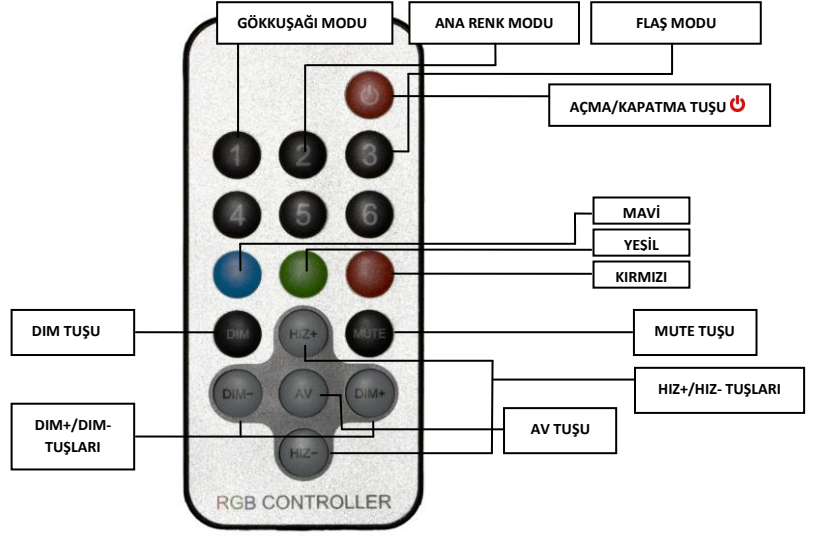 GÖKKUŞAĞI MODU
ANA RENK MODU
FLAŞ MODU
AÇMA/KAPATMA TUŞU
1
2
3
4
5
6
MAVİ
YEŞİL
KIRMIZI
DIM TUŞU
DIM
HIZ+
MUTE
MUTE TUŞU
DIM-
AV
DIM+
HIZ+/HIZ- TUŞLARI
DIM+/DIM-
TUŞLARI
AV TUŞU
HIZ-
RGB CONTROLLER